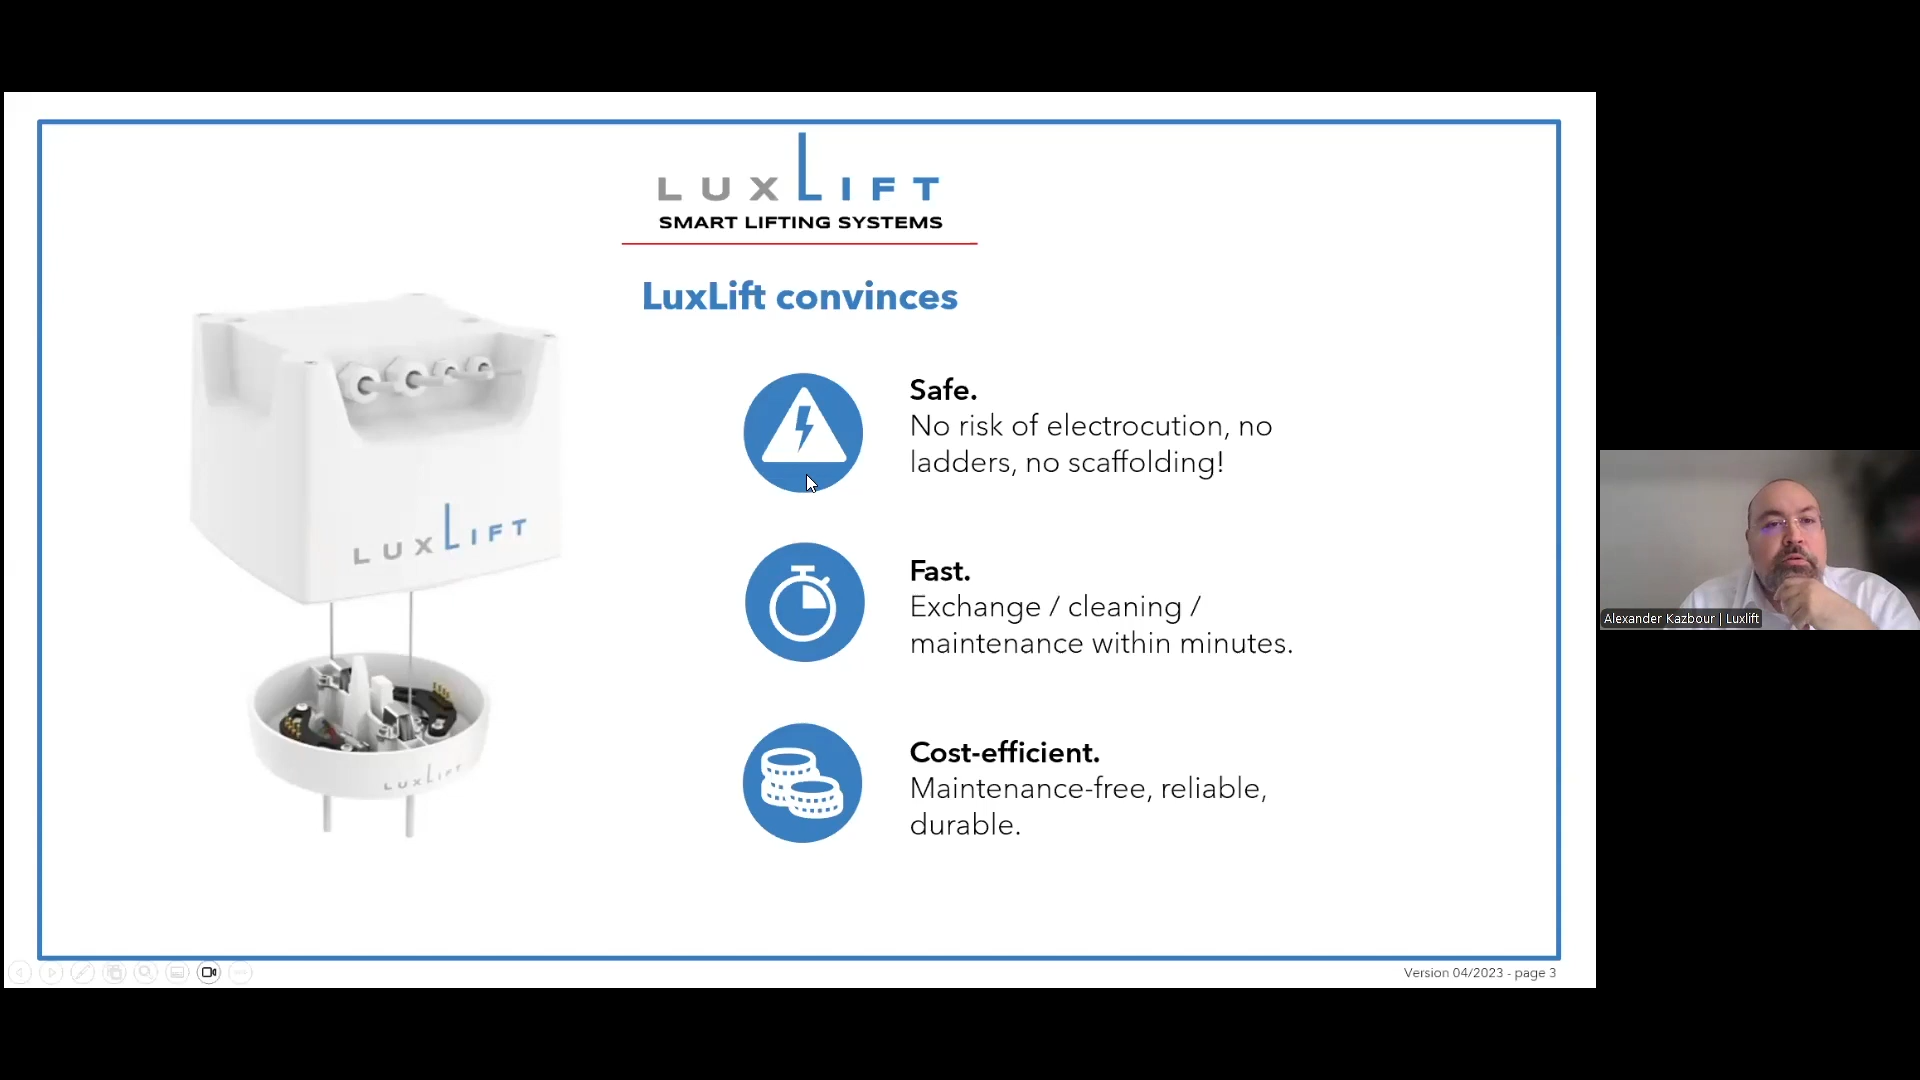 LUXLIFT
SMART LIFTING SYSTEMS
LuxLift convinces
LUXLIFT
LUXLIFT
Safe.
No risk of electrocution, no
ladders, no scaffolding!
Fast.
Exchange / cleaning /
maintenance within minutes.
Cost-efficient.
Maintenance-free, reliable,
durable.
Version 04/2023 - page 3
Alexander Kazbour | Luxlift